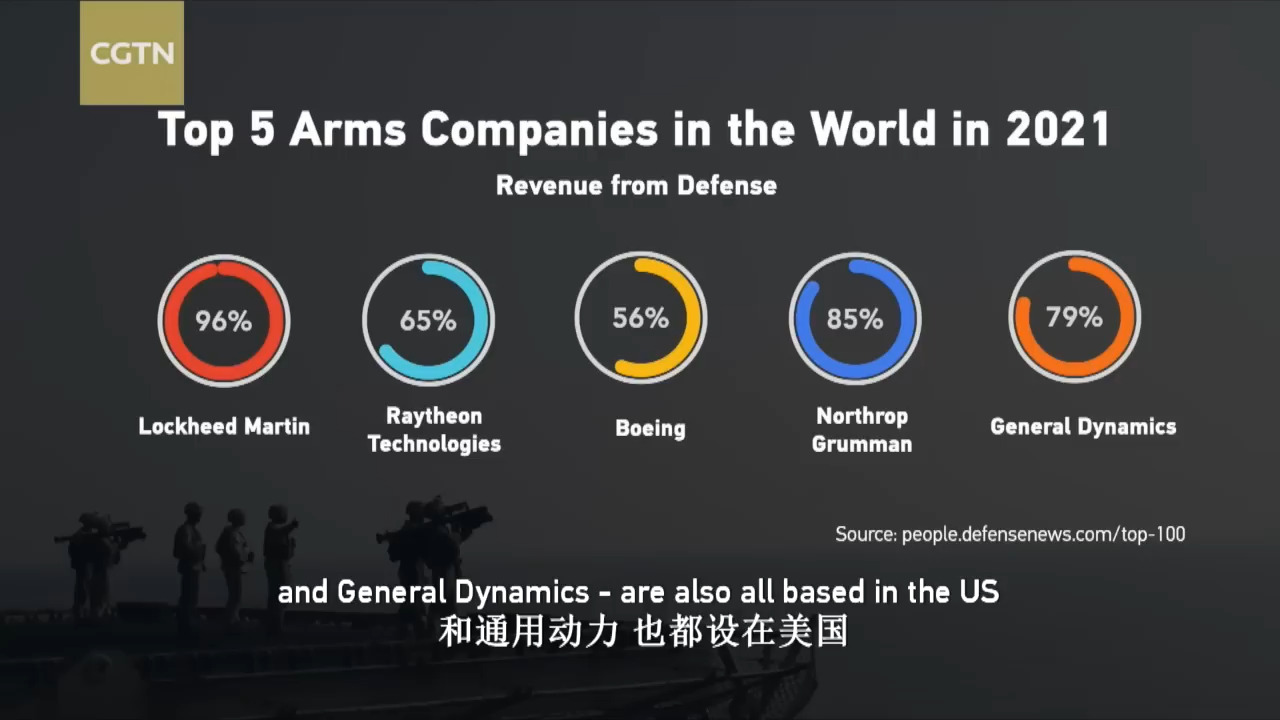 CGTN
Top 5 Arms Companies in the World in 2021
Revenue from Defense
96%
65%
56%
85%
79%
Lockheed Martin
Raytheon
Technologies
Boeing
Northrop
Grumman
General Dynamics
Source: people.defensenews.com/top-100
and General Dynamics - are also all based in the US
和通用动力 也都设在美国